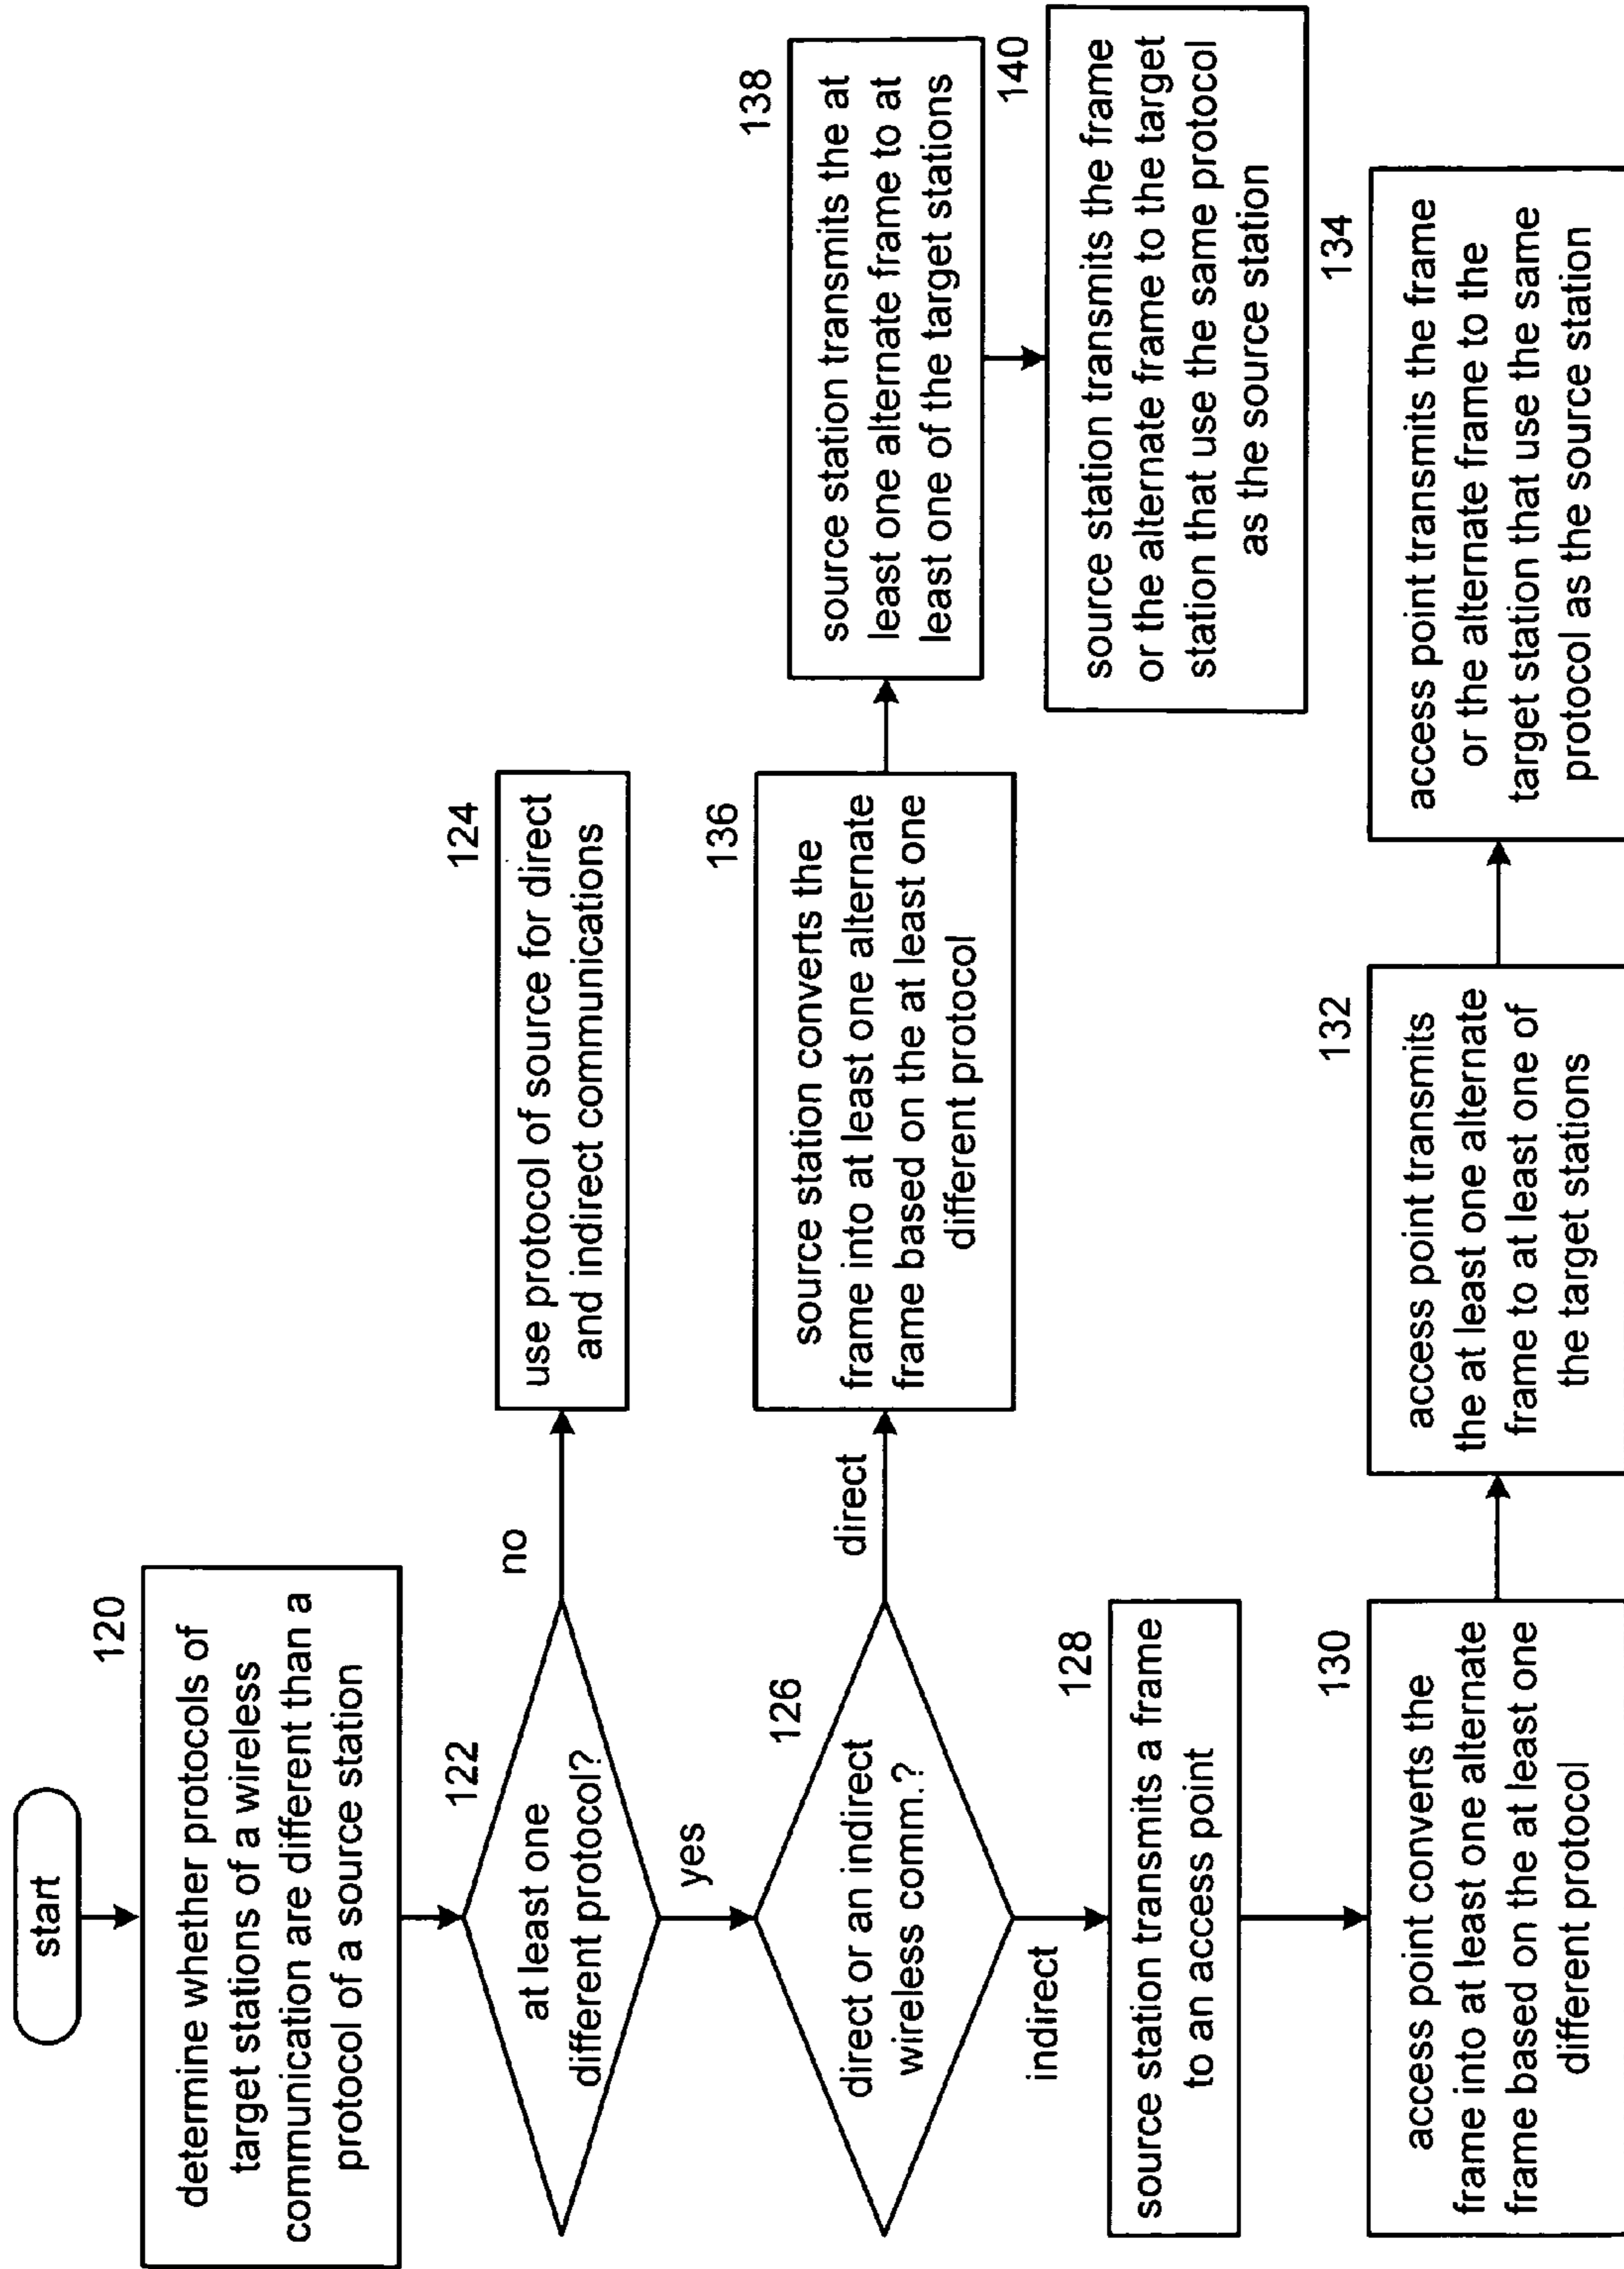 start
120
determine whether protocols of
target stations of a wireless
communication are different than a
protocol of a source station
122
at least one
different protocol?
no
124
use protocol of source for direct
and indirect communications
yes
126
direct or an indirect
wireless comm.?
direct
136
source station converts the
frame into at least one alternate
frame based on the at least one
different protocol
138
source station transmits the at
least one alternate frame to at
least one of the target stations
140
source station transmits the frame
or the alternate frame to the target
station that use the same protocol
as the source station
indirect
128
source station transmits a frame
to an access point
130
access point converts the
frame into at least one alternate
frame based on the at least one
different protocol
132
access point transmits
the at least one alternate
frame to at least one of
the target stations
134
access point transmits the frame
or the alternate frame to the
target station that use the same
protocol as the source station